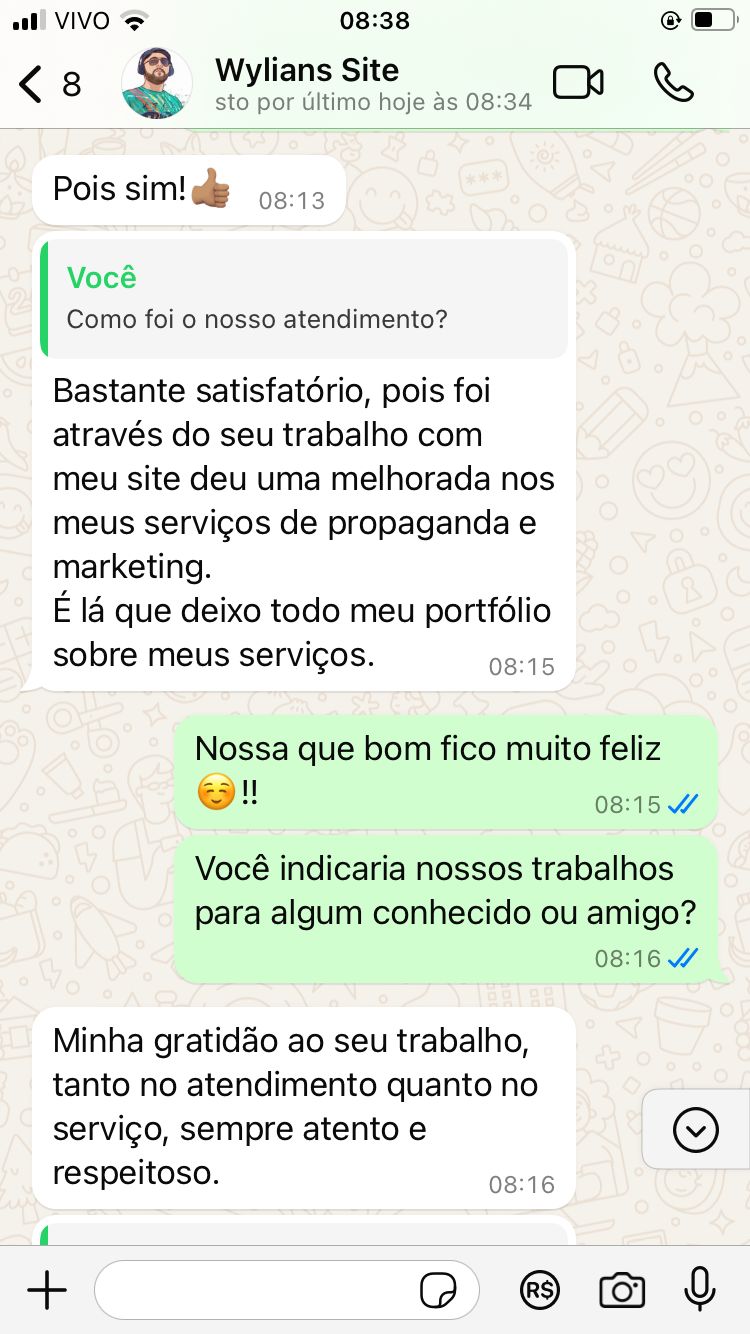 VIVO 08:38
8 Wylians Site
sto por último hoje às 08:34
Pois sim!👍🏽 08:13
Você
Como foi o nosso atendimento?
Bastante satisfatório, pois foi
através do seu trabalho com
meu site deu uma melhorada nos
meus serviços de propaganda e
marketing.
É lá que deixo todo meu portfólio
sobre meus serviços. 08:15
Nossa que bom fico muito feliz
☺️!! 08:15
Você indicaria nossos trabalhos
para algum conhecido ou amigo?
08:16
Minha gratidão ao seu trabalho,
tanto no atendimento quanto no
serviço, sempre atento e
respeitoso. 08:16
R$